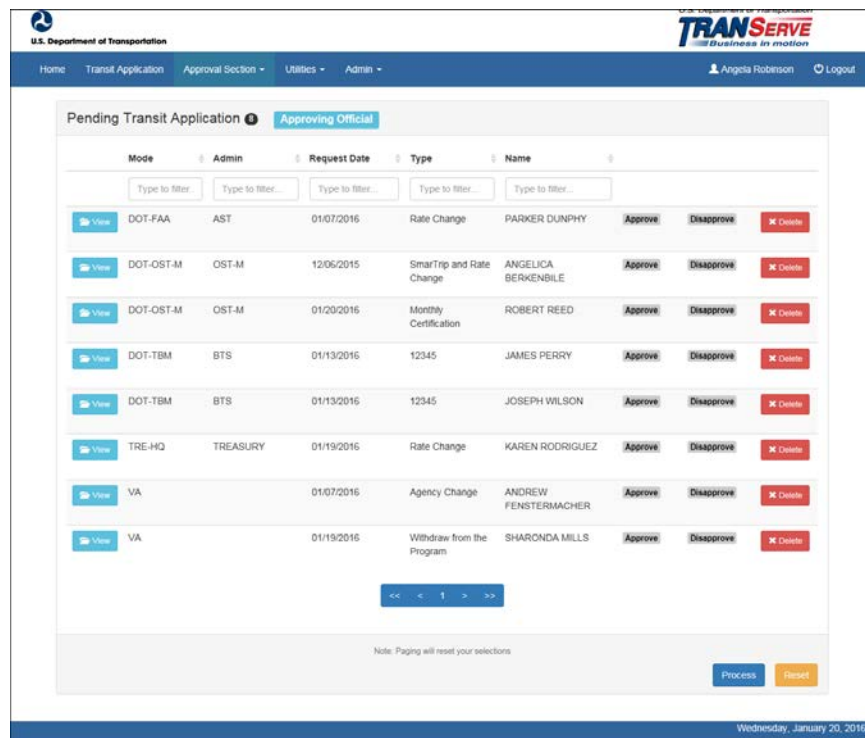 U.S. Department of Transportation
U.S. Department of Transportation
TRANSERVE
Business in motion
Home Transit Application Approval Section Utilities Admin Angela Robinson Logout
Pending Transit Application 8 Approving Official
Mode Admin Request Date Type Name
Type to filter. Type to filter... Type to filter... Type to filter... Type to filter...
View DOT-FAA AST 01/07/2016 Rate Change PARKER DUNPHY Approve Disapprove Delete
View DOT-OST-M OST-M 12/06/2015 SmarTrip and Rate Change ANGELICA BERKENBILE Approve Disapprove Delete
View DOT-OST-M OST-M 01/20/2016 Monthly Certification ROBERT REED Approve Disapprove Delete
View DOT-TBM BTS 01/13/2016 12345 JAMES PERRY Approve Disapprove Delete
View DOT-TBM BTS 01/13/2016 12345 JOSEPH WILSON Approve Disapprove Delete
View TRE-HQ TREASURY 01/19/2016 Rate Change KAREN RODRIGUEZ Approve Disapprove Delete
View VA 01/07/2016 Agency Change ANDREW FENSTERMACHER Approve Disapprove Delete
View VA 01/19/2016 Withdraw from the Program SHARONDA MILLS Approve Disapprove Delete
<< < 1 > >>
Note: Paging will reset your selections
Process Reset
Wednesday, January 20, 2016